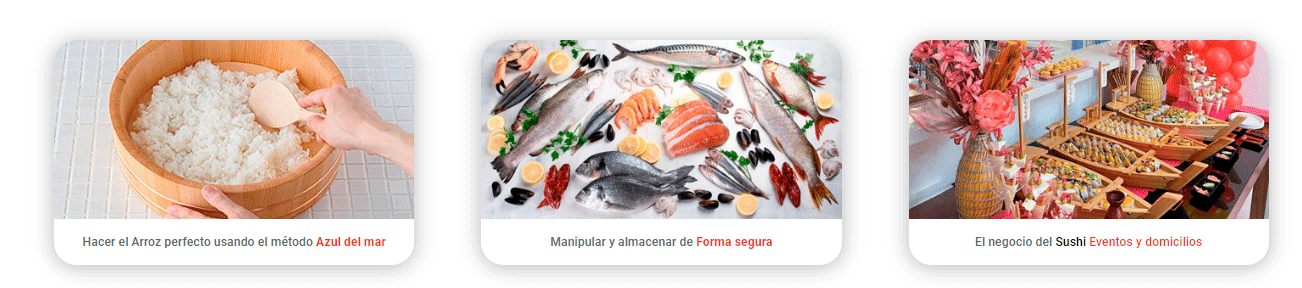 Hacer el Arroz perfecto usando el método Azul del mar
Manipular y almacenar de Forma segura
El negocio del Sushi Eventos y domicilios